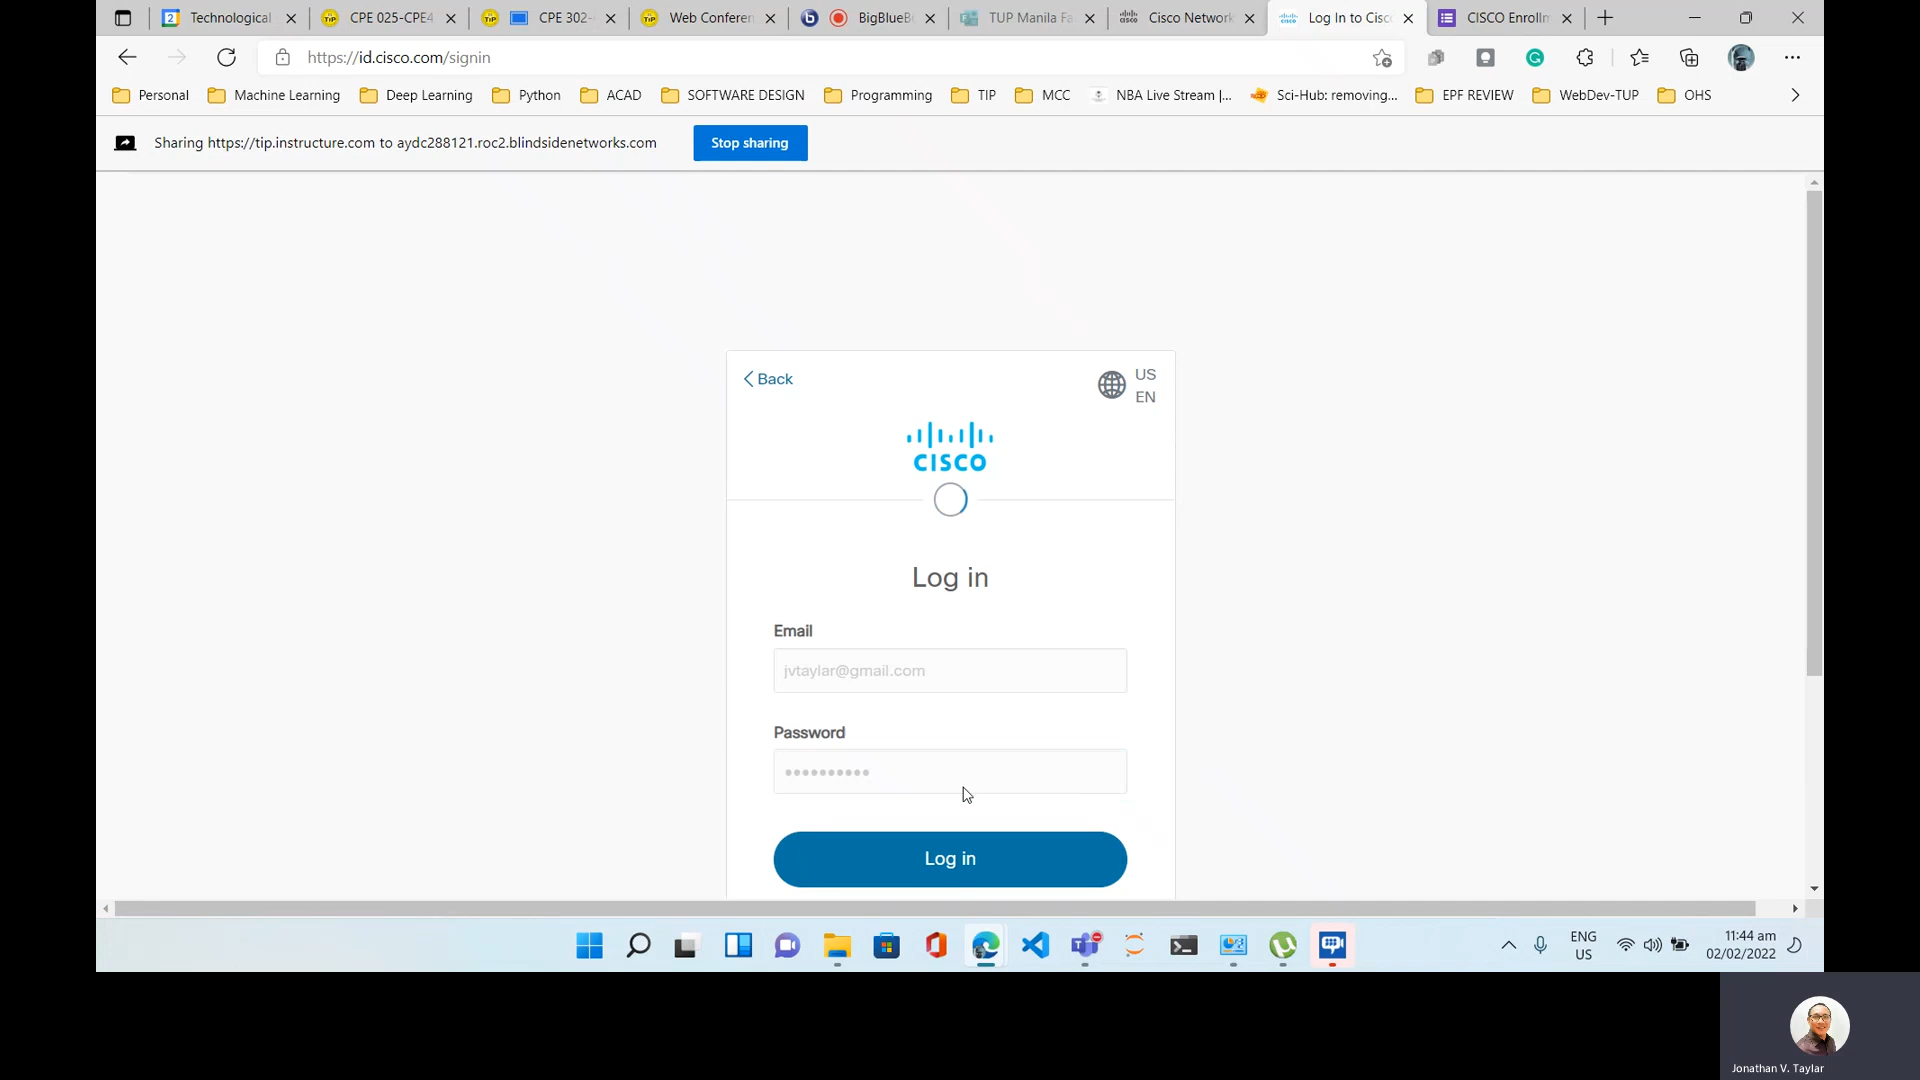 Technological
CPE 025-CPE4
CPE 302-
Web Conferen
BigBlueB
TUP Manila Fa
Cisco Network
Log In to Cisc
CISCO Enrollm
https://id.cisco.com/signin
Personal
Machine Learning
Deep Learning
Python
ACAD
SOFTWARE DESIGN
Programming
TIP
MCC
NBA Live Stream |...
Sci-Hub: removing...
EPF REVIEW
WebDev-TUP
OHS
Sharing https://tip.instructure.com to aydc288121.roc2.blindsidenetworks.com
Stop sharing
Back
US
EN
CISCO
Log in
Email
jvtaylar@gmail.com
Password
Log in
ENG
US
11:44 am
02/02/2022
Jonathan V. Taylar